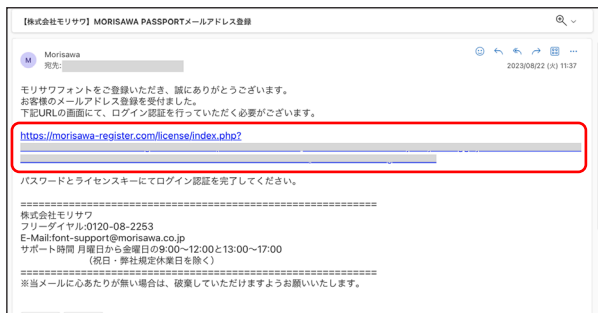 【株式会社モリサワ】MORISAWA PASSPORTメールアドレス登録
M
Morisawa
宛先:
2023/08/22 (火) 11:37
モリサワフォントをご登録いただき、誠にありがとうございます。
お客様のメールアドレス登録を受付ました。
下記URLの画面にて、ログイン認証を行っていただく必要がございます。
https://morisawa-register.com/license/index.php?
パスワードとライセンスキーにてログイン認証を完了してください。
============================================================
株式会社モリサワ
フリーダイヤル:0120-08-2253
E-Mail:font-support@morisawa.co.jp
サポート時間 月曜日から金曜日の9:00〜12:00と13:00〜17:00
（祝日・弊社規定休業日を除く）
============================================================
※当メールに心あたりが無い場合は、破棄していただけますようお願いいたします。